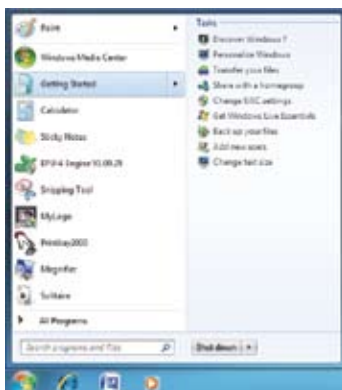 Paint
Windows Media Center
Getting Started
Calculator
Sticky Notes
Snipping Tool
MyLogo
Magnifier
Solitaire
All Programs
Search programs and files
Tasks
Discover Windows 7
Personalize Windows
Transfer your files
Share with a homegroup
Change UAC settings
Get Windows Live Essentials
Back up your files
Add new users
Change text size
Shut down